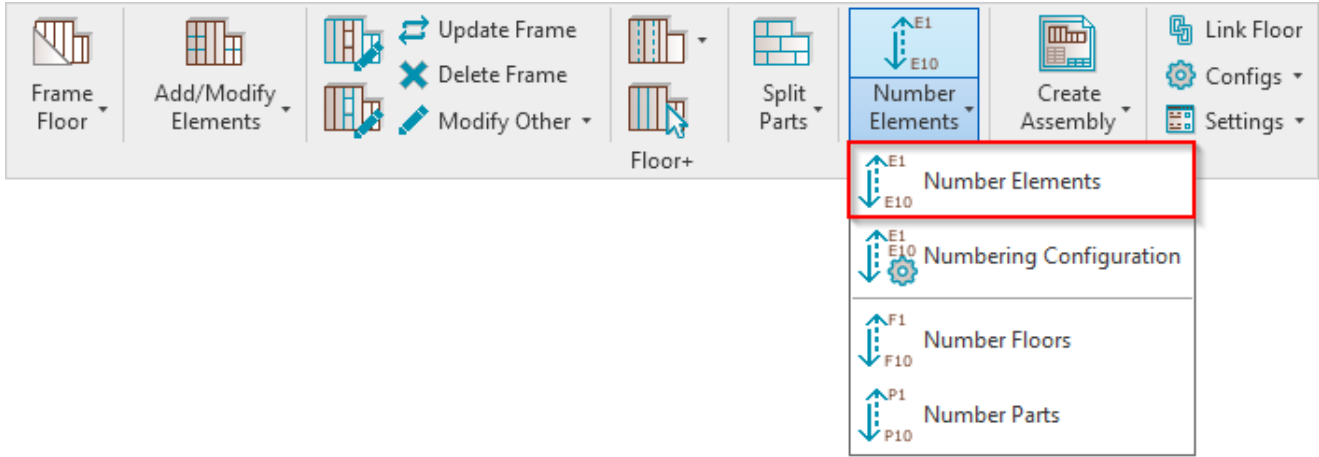 Frame
Floor
Add/Modify
Elements
Update Frame
Delete Frame
Modify Other
Split
Parts
E1
E10
Number
Elements
Create
Assembly
Link Floor
Configs
Settings
Floor+
E1
E10
Number Elements
E1
E10
Numbering Configuration
F1
F10
Number Floors
P1
P10
Number Parts